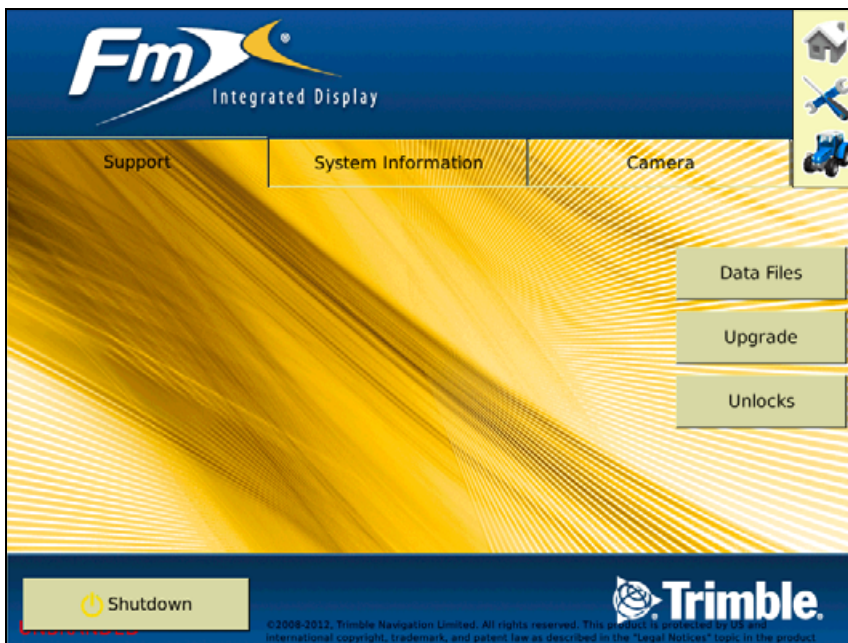 FmX®
Integrated Display
Support
System Information
Camera
Data Files
Upgrade
Unlocks
Shutdown
Trimble.
©2008-2012, Trimble Navigation Limited. All rights reserved. This product is protected by US and
international copyright, trademark, and patent law as described in the "Legal Notices" topic in the product